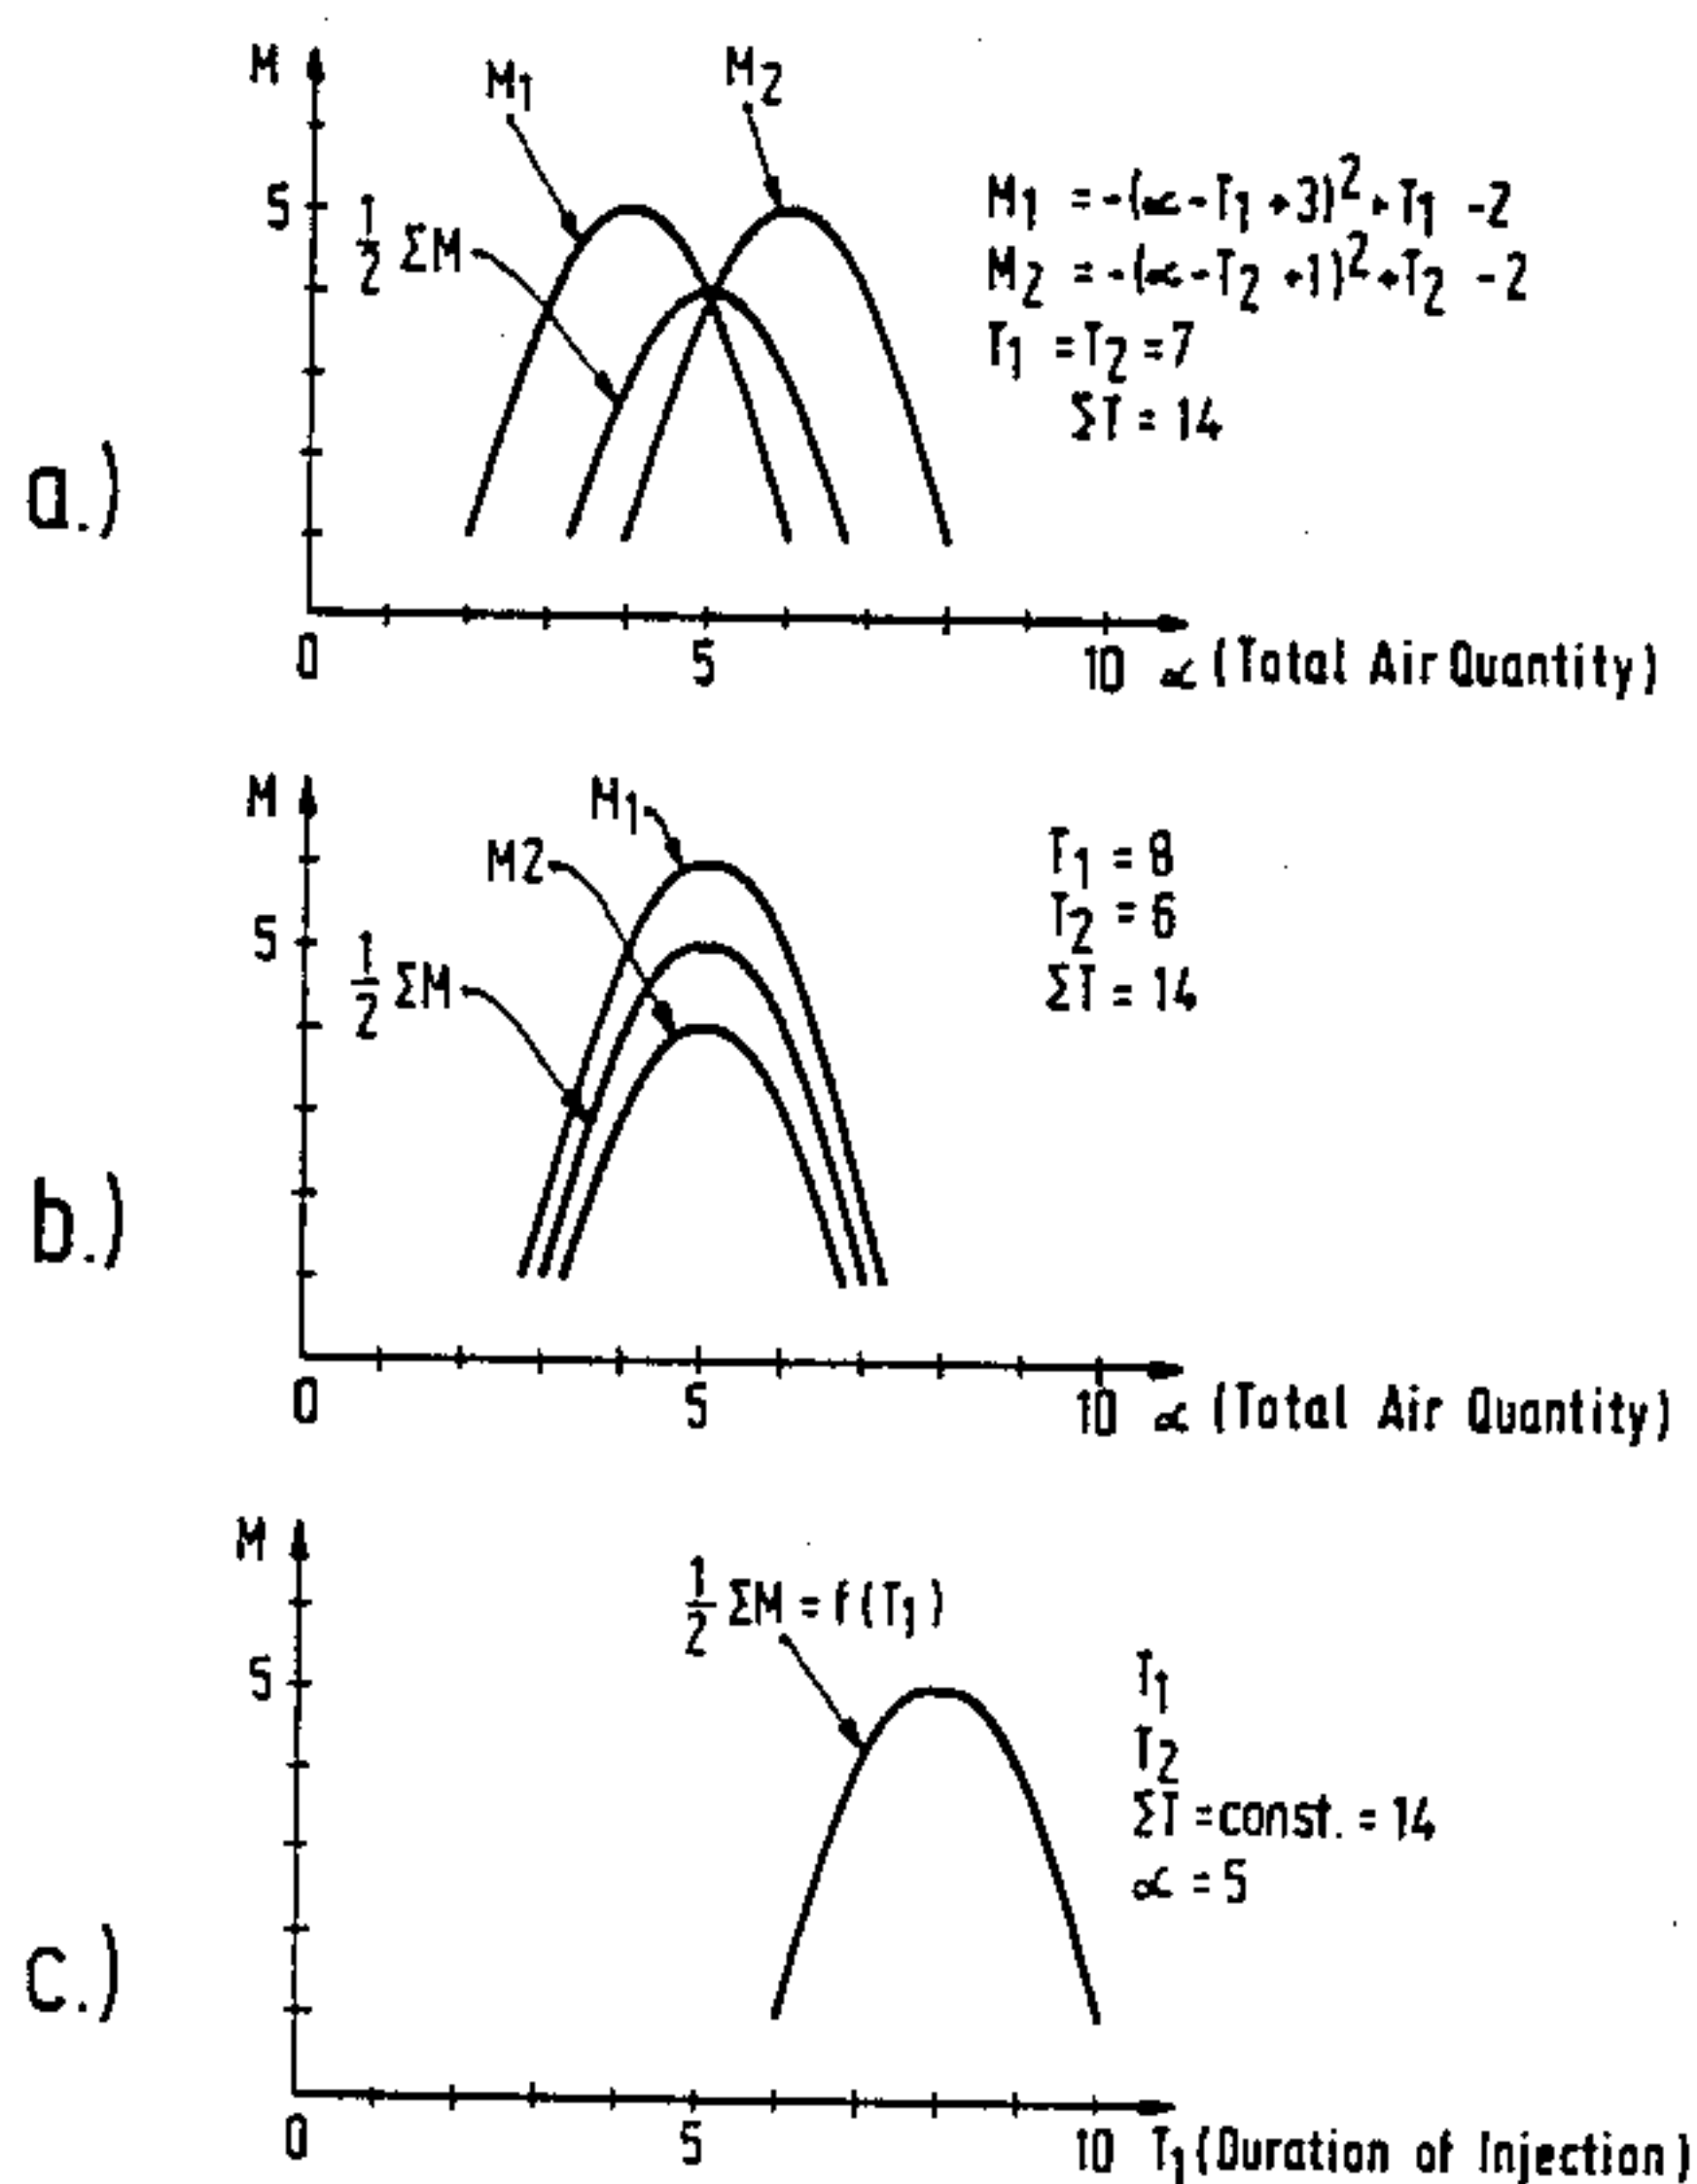 M
M₁
M₂
5
½ ΣM
M₁ = -(α - T₁ + 3)² + T₁ - 2
M₂ = -(α - T₂ + 1)² + T₂ - 2
T₁ = T₂ = 7
ΣT = 14
a.)
0
5
10
α (Total Air Quantity)
M
M₁
M2
5
½ ΣM
T₁ = 8
T₂ = 6
ΣT = 14
b.)
0
5
10
α (Total Air Quantity)
M
½ ΣM = f(T₁)
5
T₁
T₂
ΣT = const. = 14
α = 5
c.)
0
5
10
T₁ (Duration of Injection)